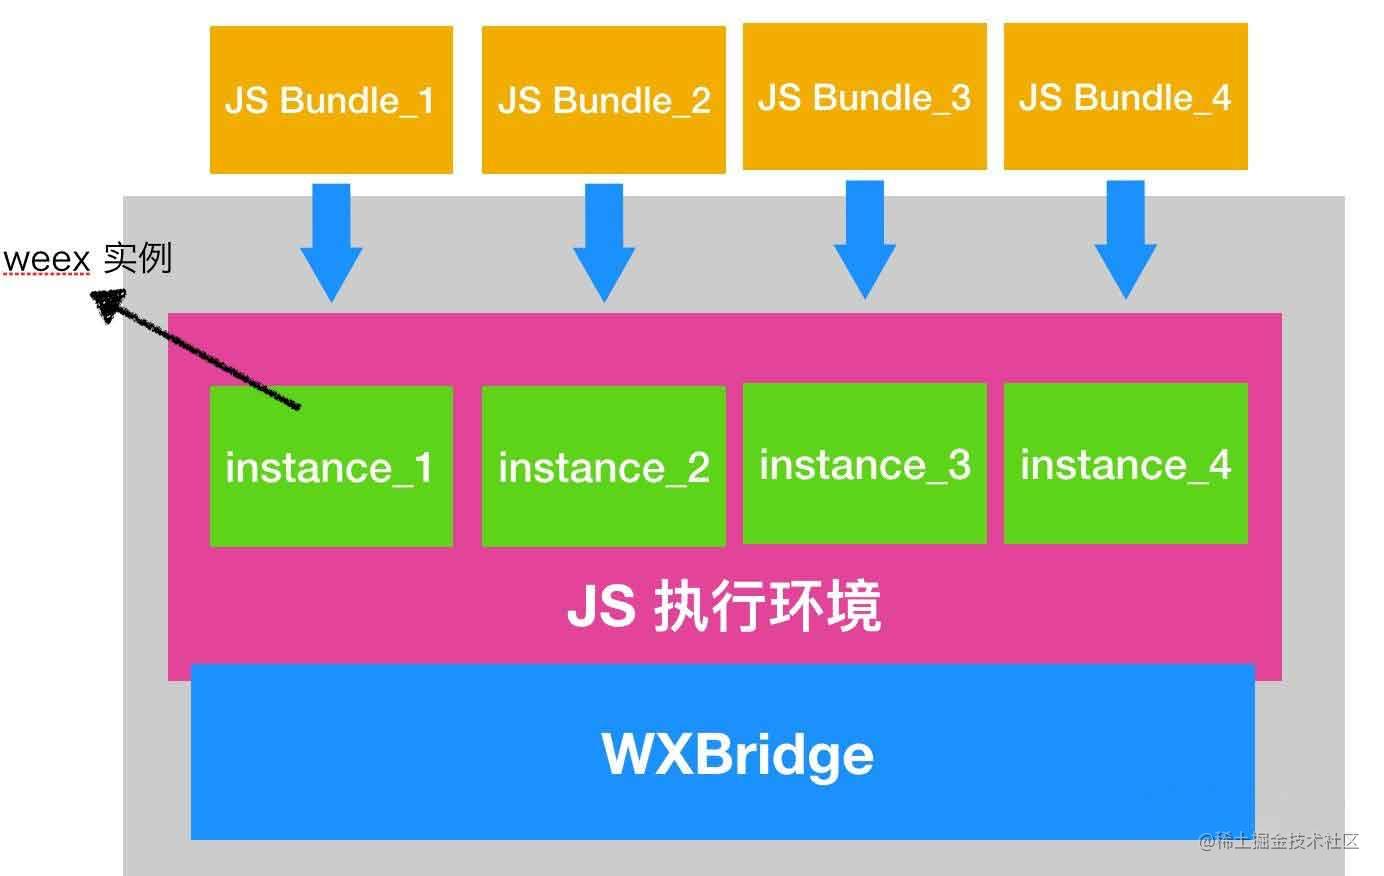 JS Bundle_1
JS Bundle_2
JS Bundle_3
JS Bundle_4
weex 实例
instance_1
instance_2
instance_3
instance_4
JS 执行环境
WXBridge
@稀土掘金技术社区